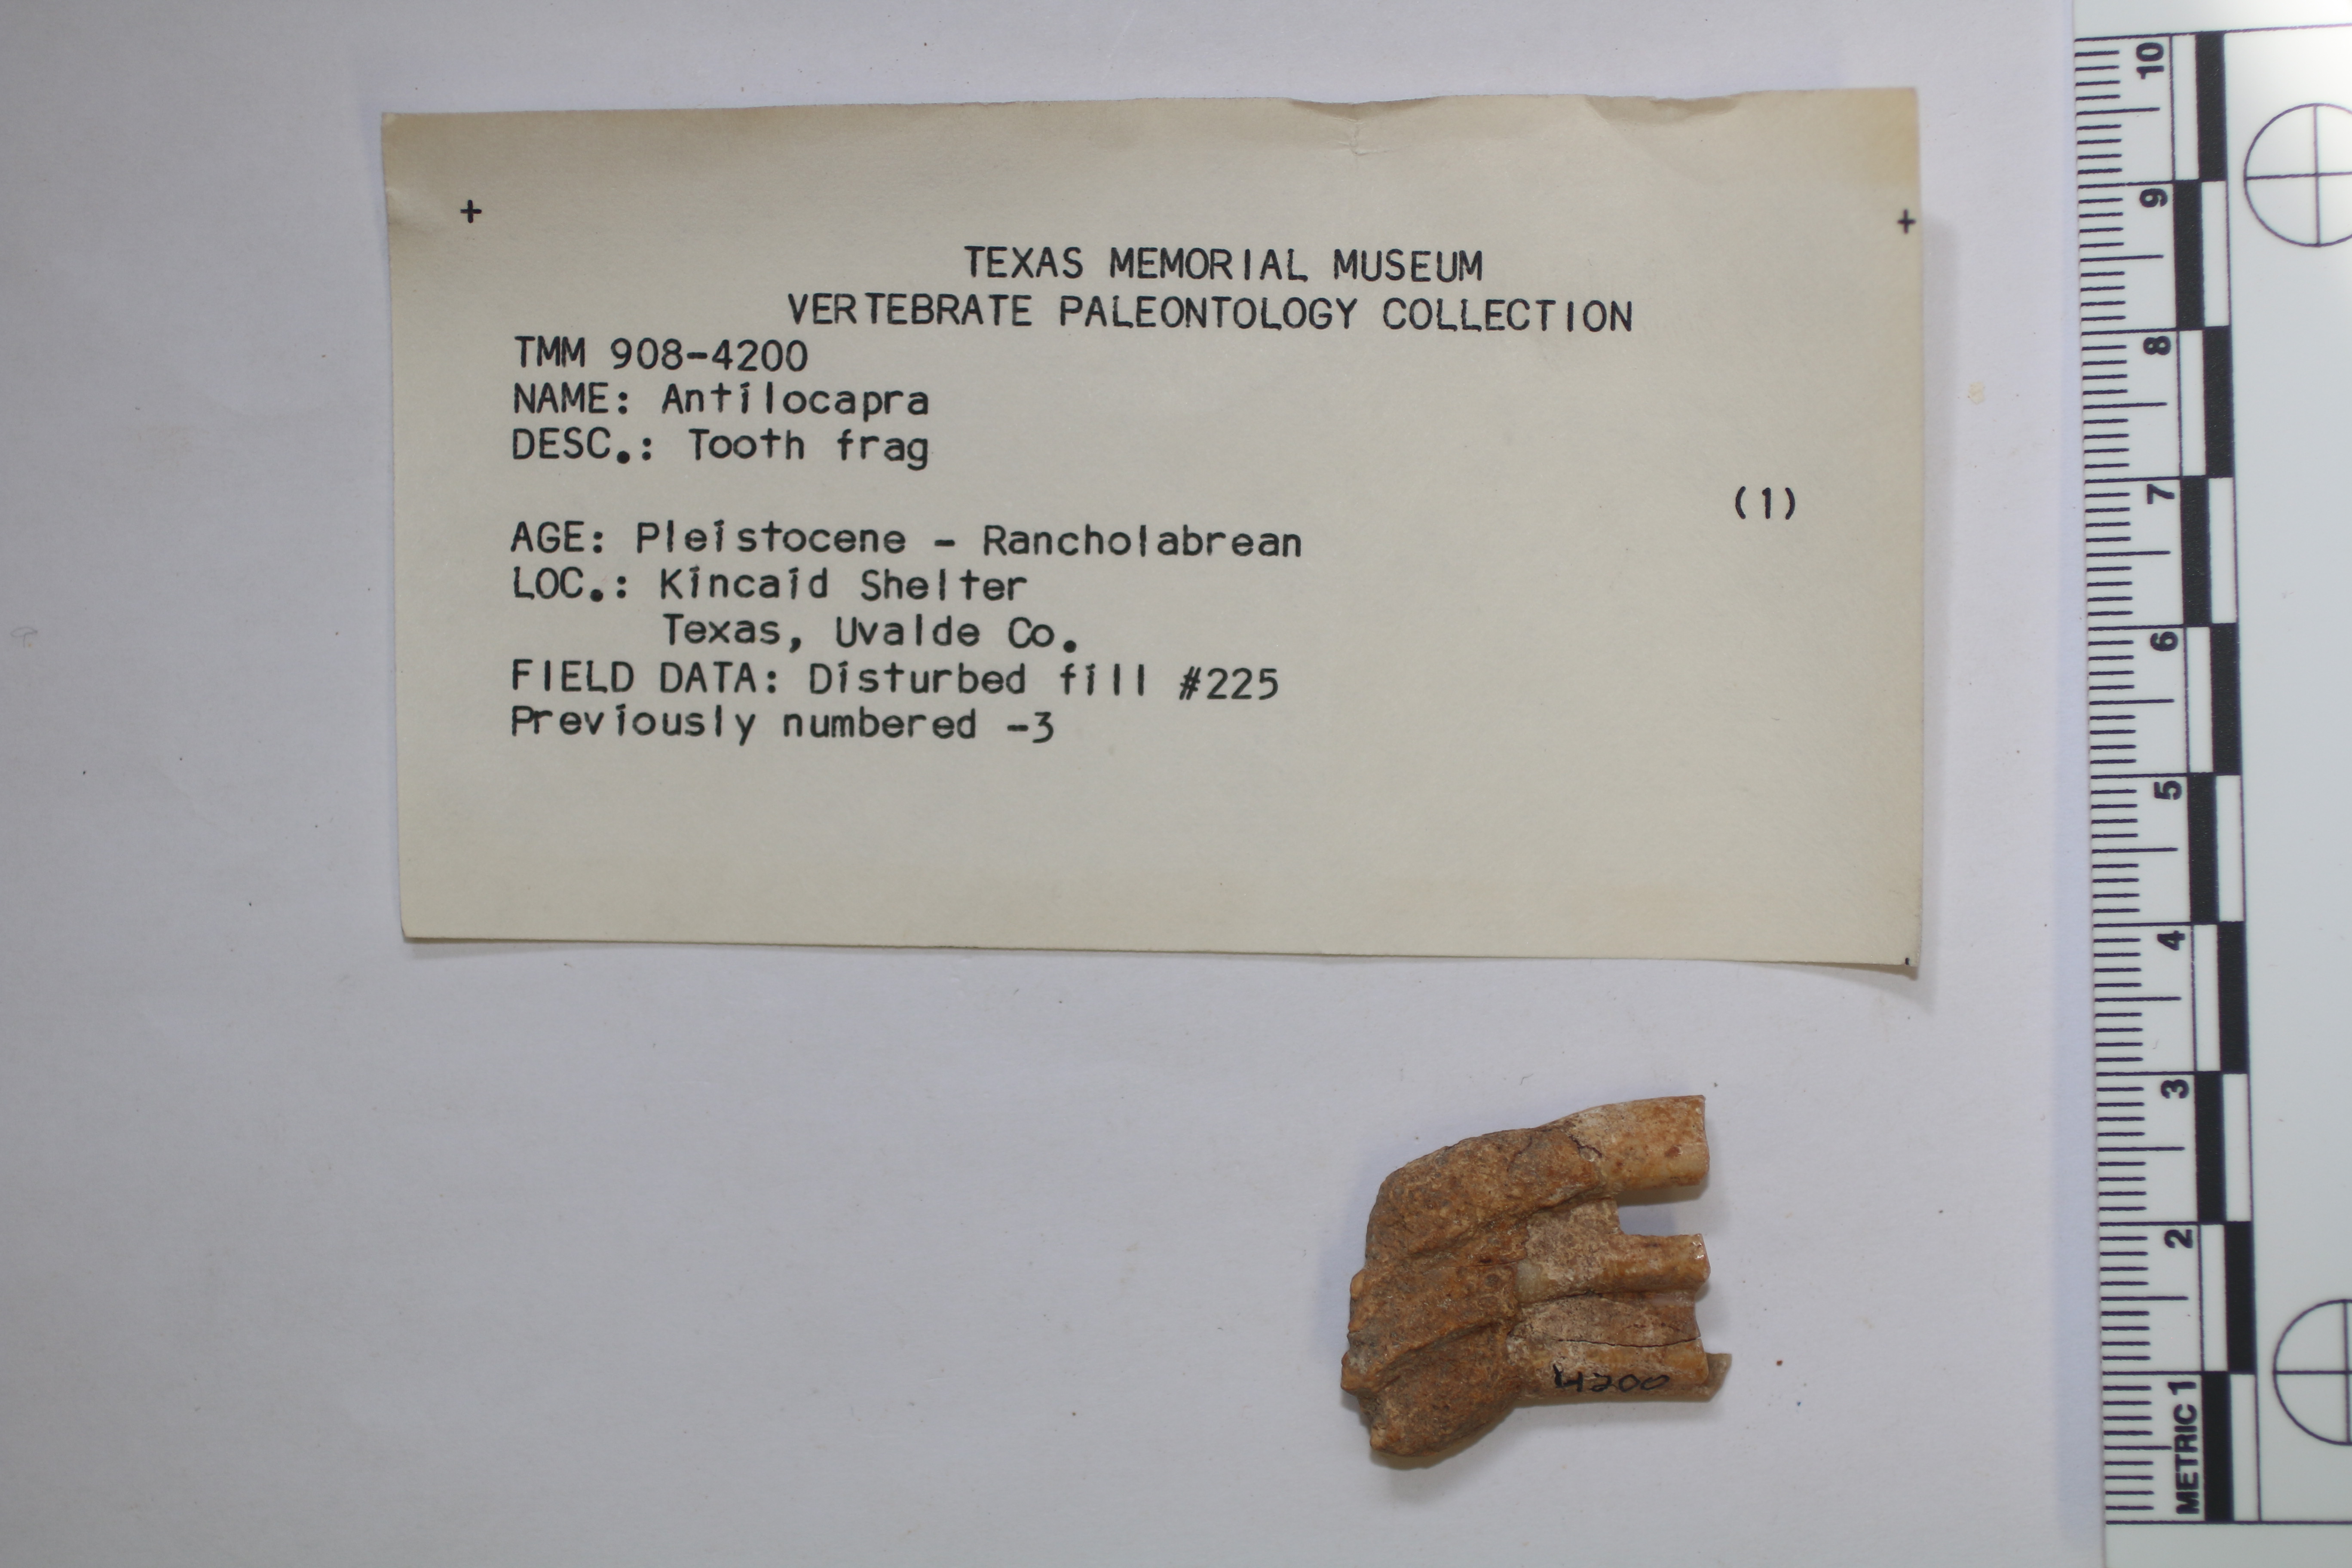 TEXAS MEMORIAL MUSEUM
VERTEBRATE PALEONTOLOGY COLLECTION
TMM 908-4200
NAME: Antilocapra
DESC.: Tooth frag
(1)
AGE: Pleistocene - Rancholabrean
LOC.: Kincaid Shelter
Texas, Uvalde Co.
FIELD DATA: Disturbed fill #225
Previously numbered -3
4200
METRIC 1 2 3 4 5 6 7 8 9 10